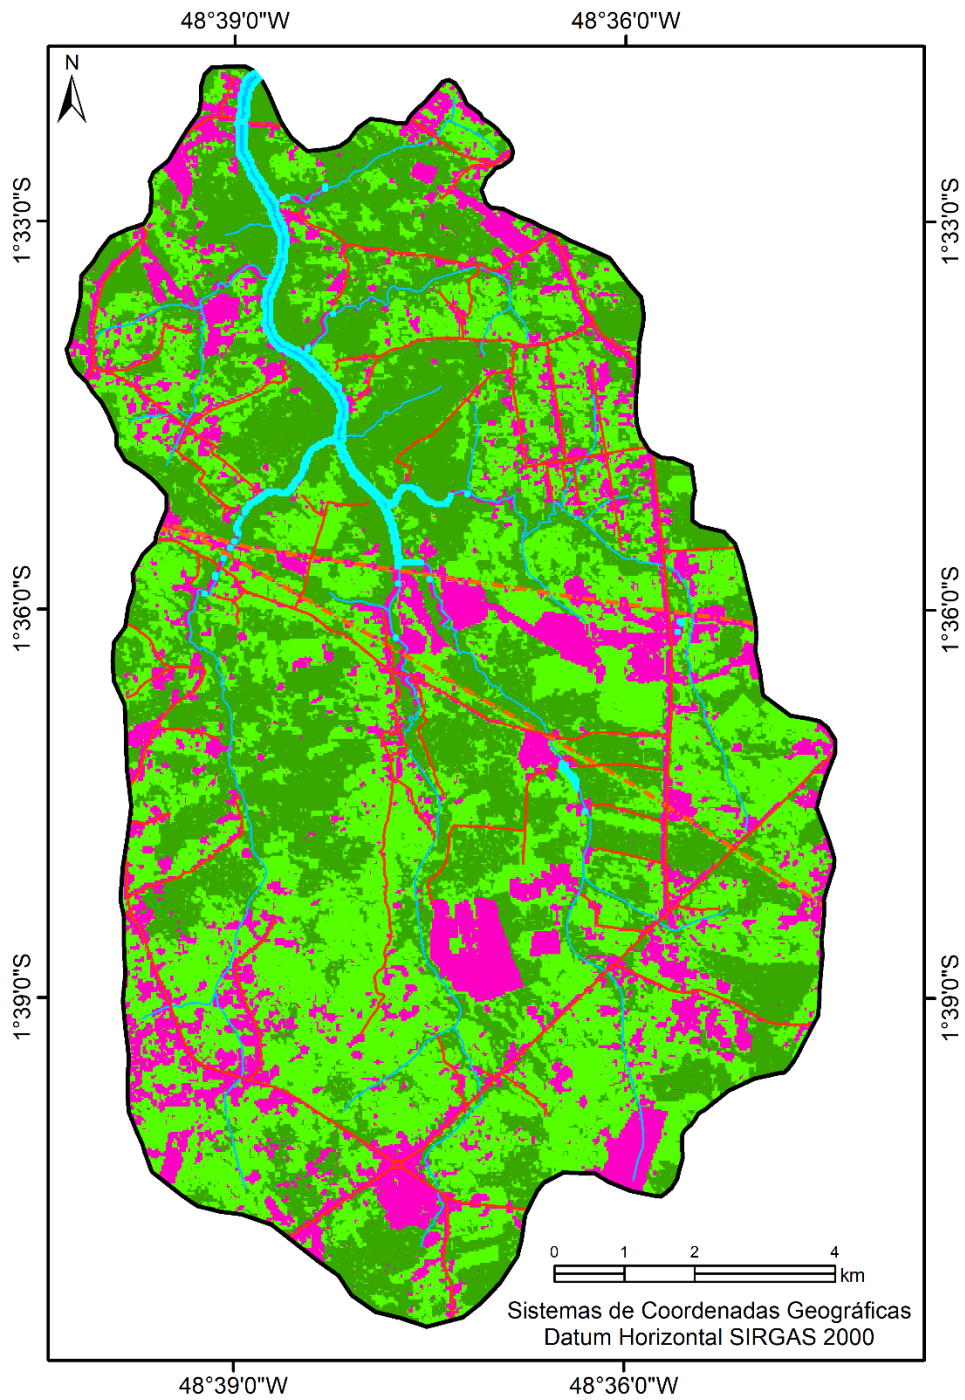 48°39'0"W
48°36'0"W
N
1°33'0"S
1°33'0"S
1°36'0"S
1°36'0"S
1°39'0"S
1°39'0"S
0 1 2 4
km
Sistemas de Coordenadas Geográficas
Datum Horizontal SIRGAS 2000
48°39'0"W
48°36'0"W